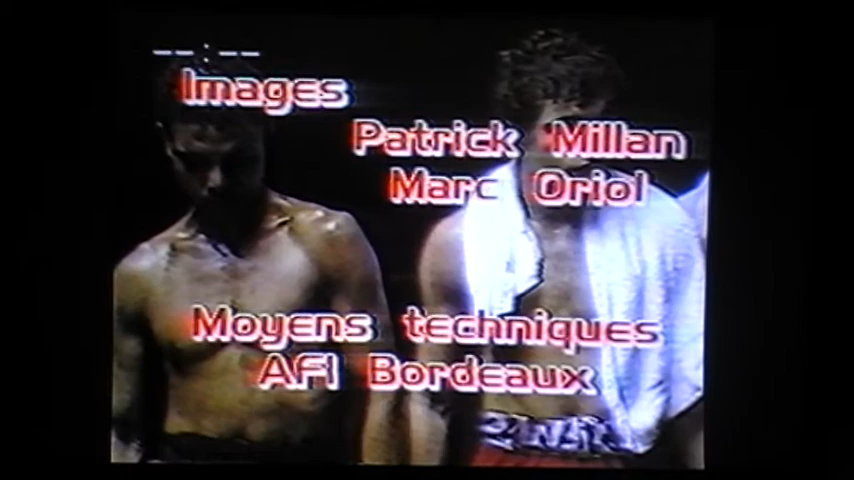 --:--
Images
Patrick Millan
Marc Oriol
Moyens techniques
AFI Bordeaux